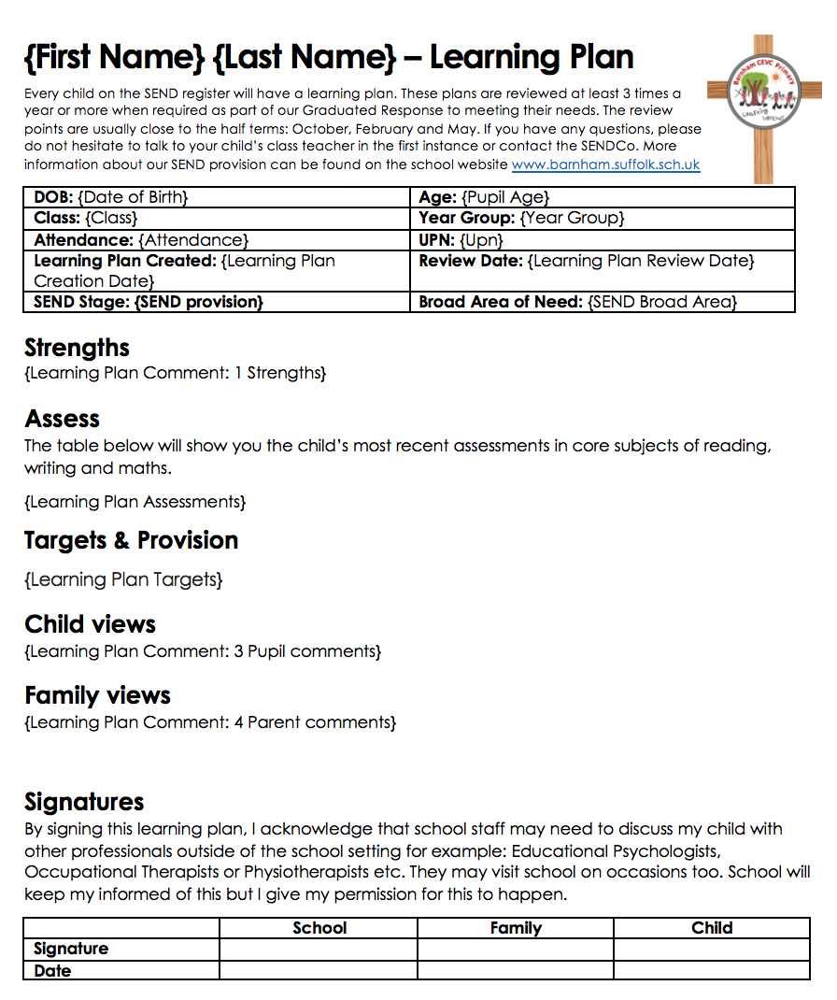 {First Name} {Last Name} – Learning Plan
Barnham CEVC Primary
Learning
together
Every child on the SEND register will have a learning plan. These plans are reviewed at least 3 times a
year or more when required as part of our Graduated Response to meeting their needs. The review
points are usually close to the half terms: October, February and May. If you have any questions, please
do not hesitate to talk to your child’s class teacher in the first instance or contact the SENDCo. More
information about our SEND provision can be found on the school website www.barnham.suffolk.sch.uk
DOB: {Date of Birth}
Age: {Pupil Age}
Class: {Class}
Year Group: {Year Group}
Attendance: {Attendance}
UPN: {Upn}
Learning Plan Created: {Learning Plan
Creation Date}
Review Date: {Learning Plan Review Date}
SEND Stage: {SEND provision}
Broad Area of Need: {SEND Broad Area}
Strengths
{Learning Plan Comment: 1 Strengths}
Assess
The table below will show you the child’s most recent assessments in core subjects of reading,
writing and maths.
{Learning Plan Assessments}
Targets & Provision
{Learning Plan Targets}
Child views
{Learning Plan Comment: 3 Pupil comments}
Family views
{Learning Plan Comment: 4 Parent comments}
Signatures
By signing this learning plan, I acknowledge that school staff may need to discuss my child with
other professionals outside of the school setting for example: Educational Psychologists,
Occupational Therapists or Physiotherapists etc. They may visit school on occasions too. School will
keep my informed of this but I give my permission for this to happen.
School Family Child
Signature
Date